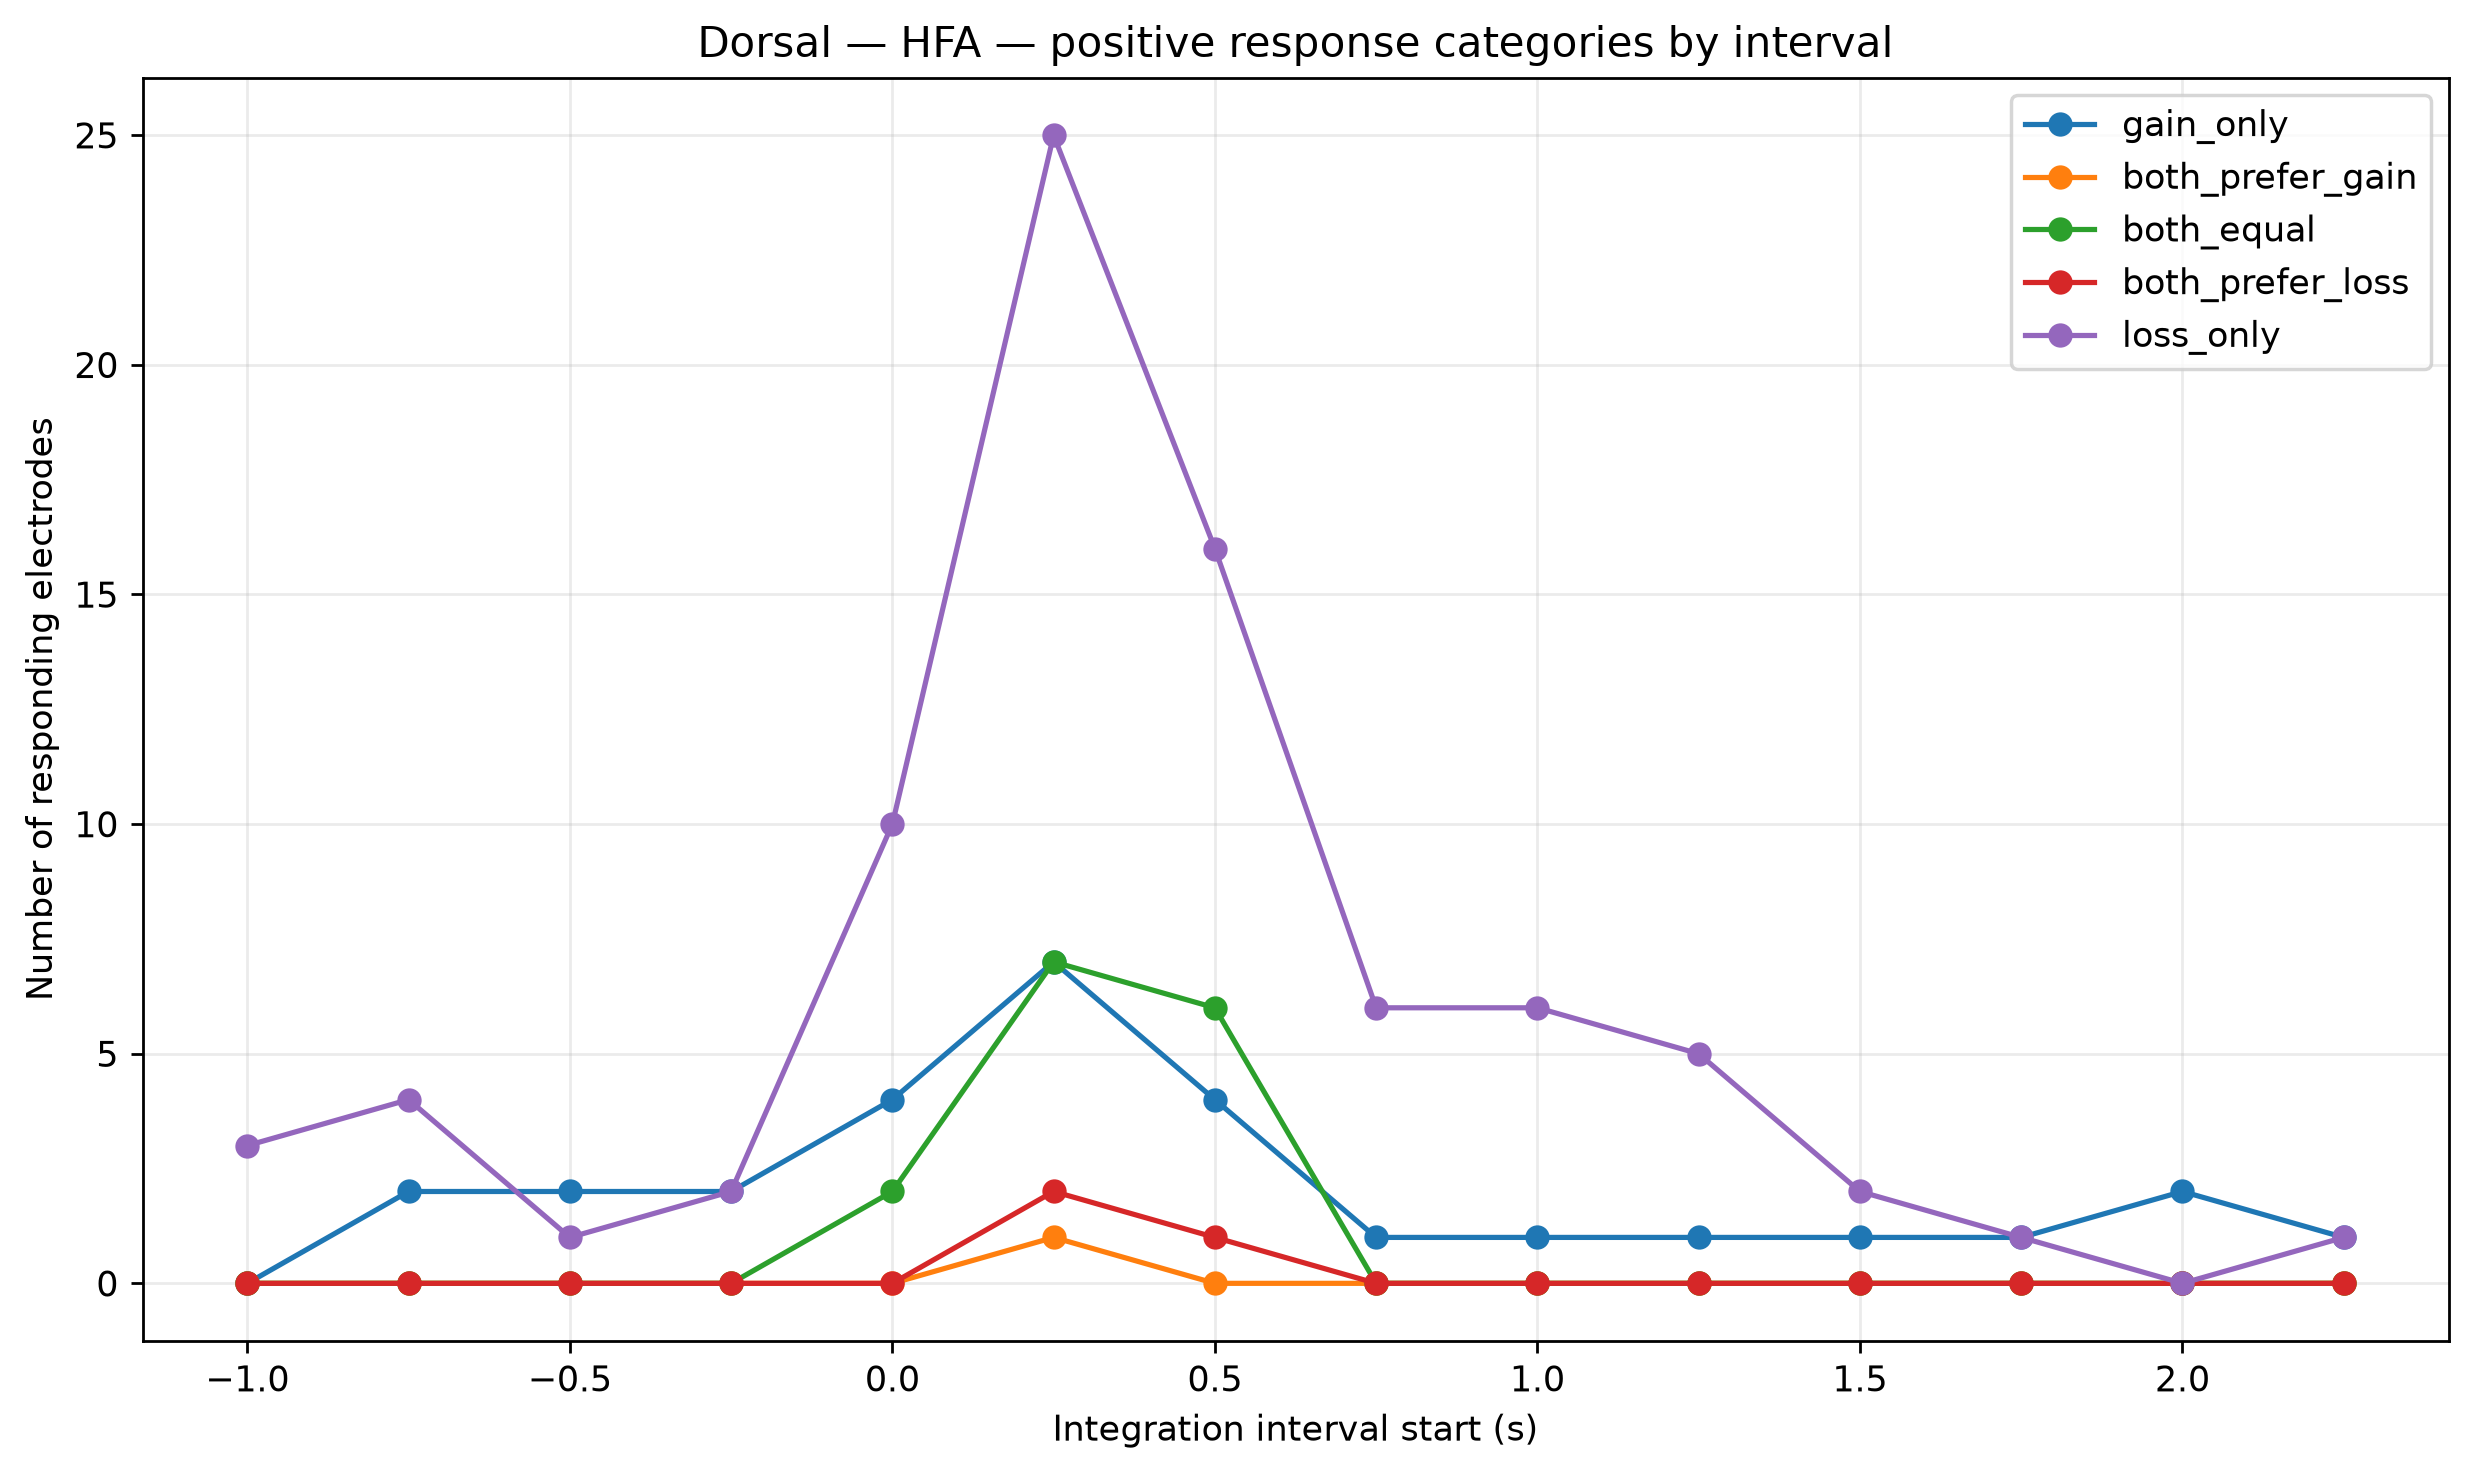 Dorsal — HFA — positive response categories by interval
gain_only
both_prefer_gain
both_equal
both_prefer_loss
loss_only
Number of responding electrodes
25
20
15
10
5
0
−1.0 −0.5 0.0 0.5 1.0 1.5 2.0
Integration interval start (s)